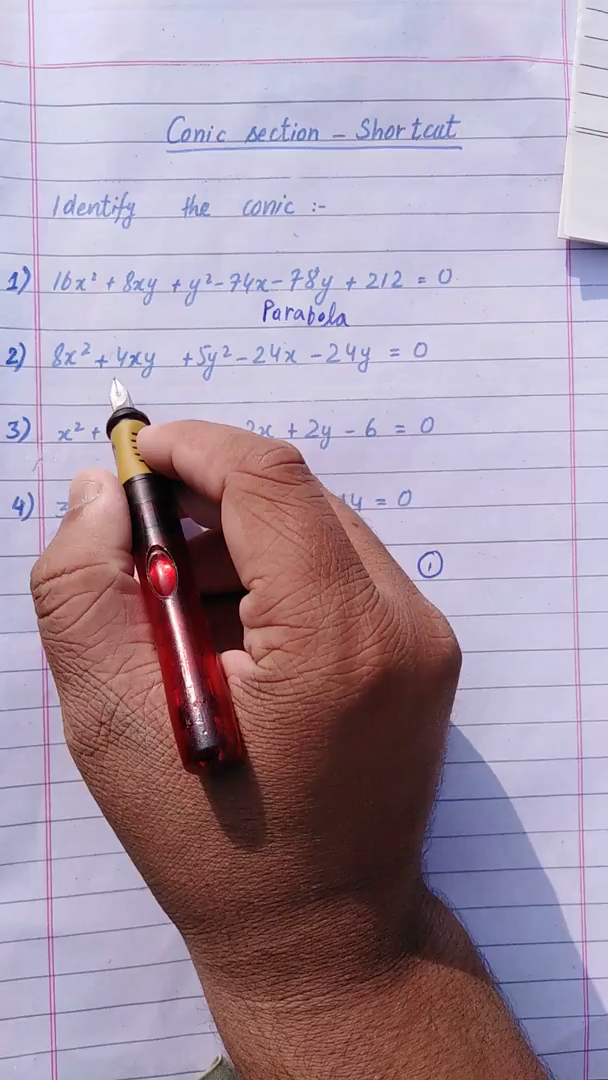 Conic section - Shortcut
Identify the conic :-
1) 16x² + 8xy + y² - 74x - 78y + 212 = 0
Parabola
2) 8x² + 4xy + 5y² - 24x - 24y = 0
3) x² + 2x + 2y - 6 = 0
4) = 0
①